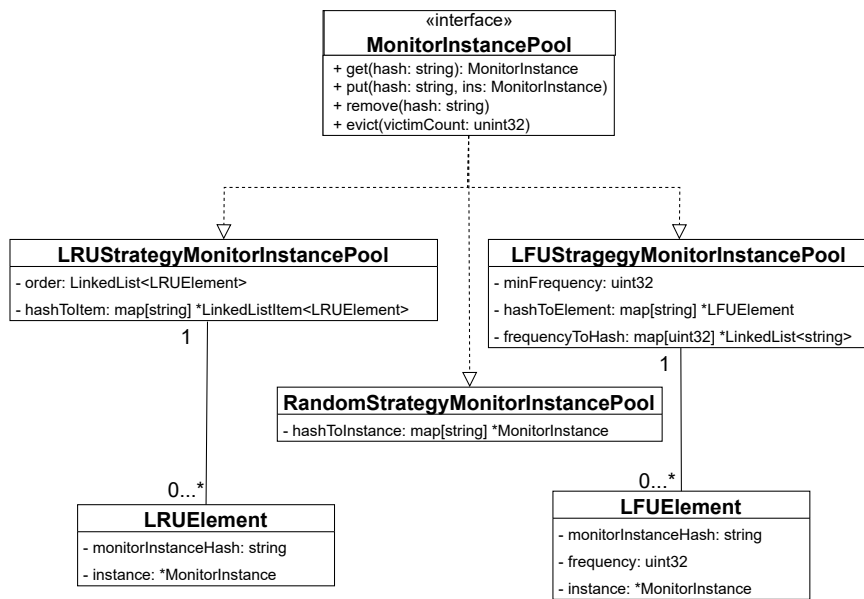 «interface»
MonitorInstancePool
+ get(hash: string): MonitorInstance
+ put(hash: string, ins: MonitorInstance)
+ remove(hash: string)
+ evict(victimCount: unint32)
LRUStrategyMonitorInstancePool
- order: LinkedList<LRUElement>
- hashToItem: map[string] *LinkedListItem<LRUElement>
1
LFUStragegyMonitorInstancePool
- minFrequency: uint32
- hashToElement: map[string] *LFUElement
- frequencyToHash: map[uint32] *LinkedList<string>
1
RandomStrategyMonitorInstancePool
- hashToInstance: map[string] *MonitorInstance
0...*
LRUElement
- monitorInstanceHash: string
- instance: *MonitorInstance
0...*
LFUElement
- monitorInstanceHash: string
- frequency: uint32
- instance: *MonitorInstance